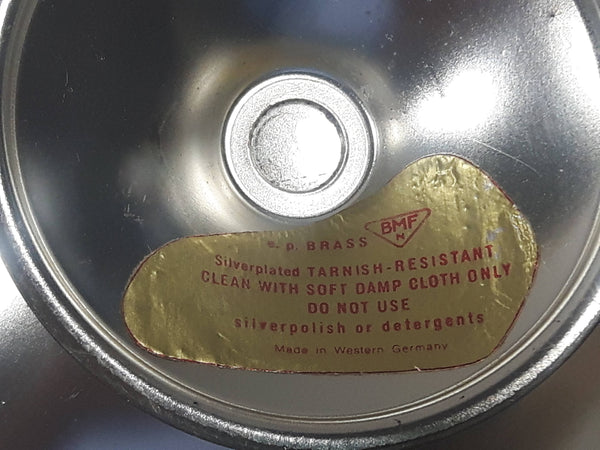 BMF
N
e. p. BRASS
Silverplated TARNISH-RESISTANT
CLEAN WITH SOFT DAMP CLOTH ONLY
DO NOT USE
silverpolish or detergents
Made in Western Germany